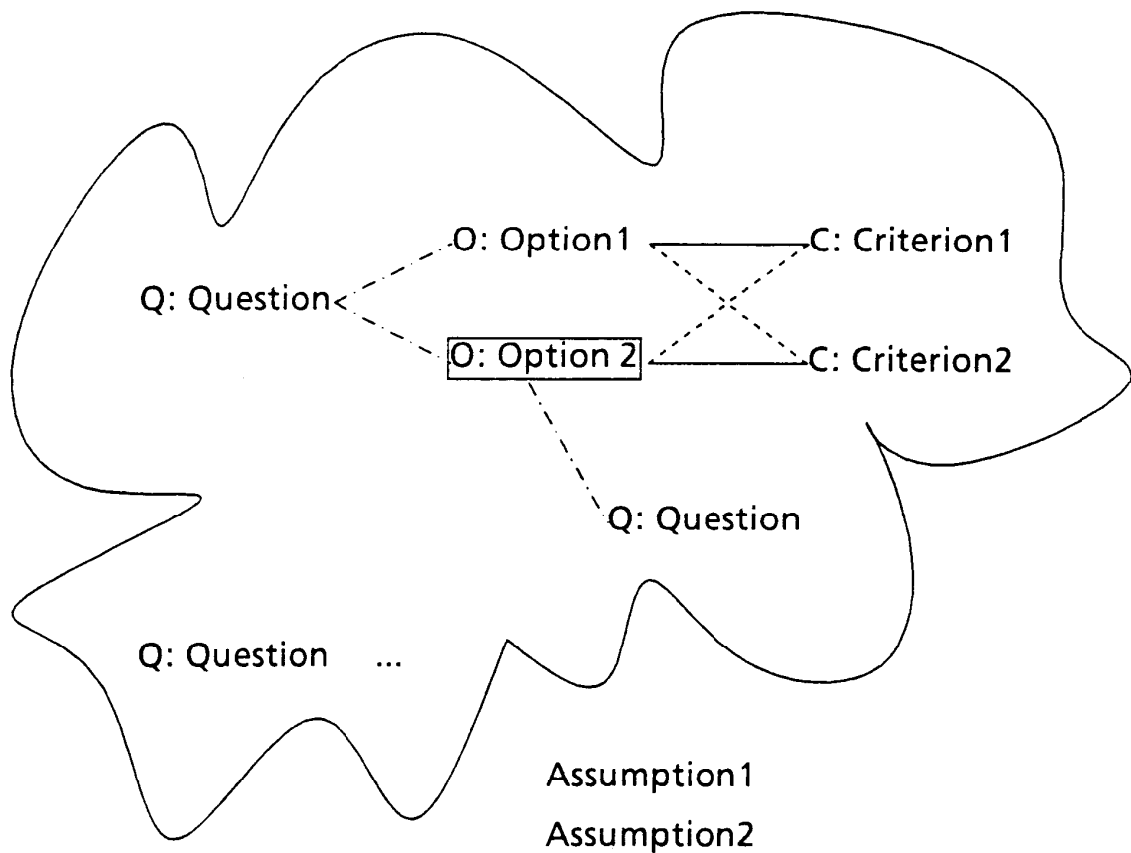 O: Option1
C: Criterion1
Q: Question
O: Option 2
C: Criterion2
Q: Question
Q: Question ...
Assumption1
Assumption2